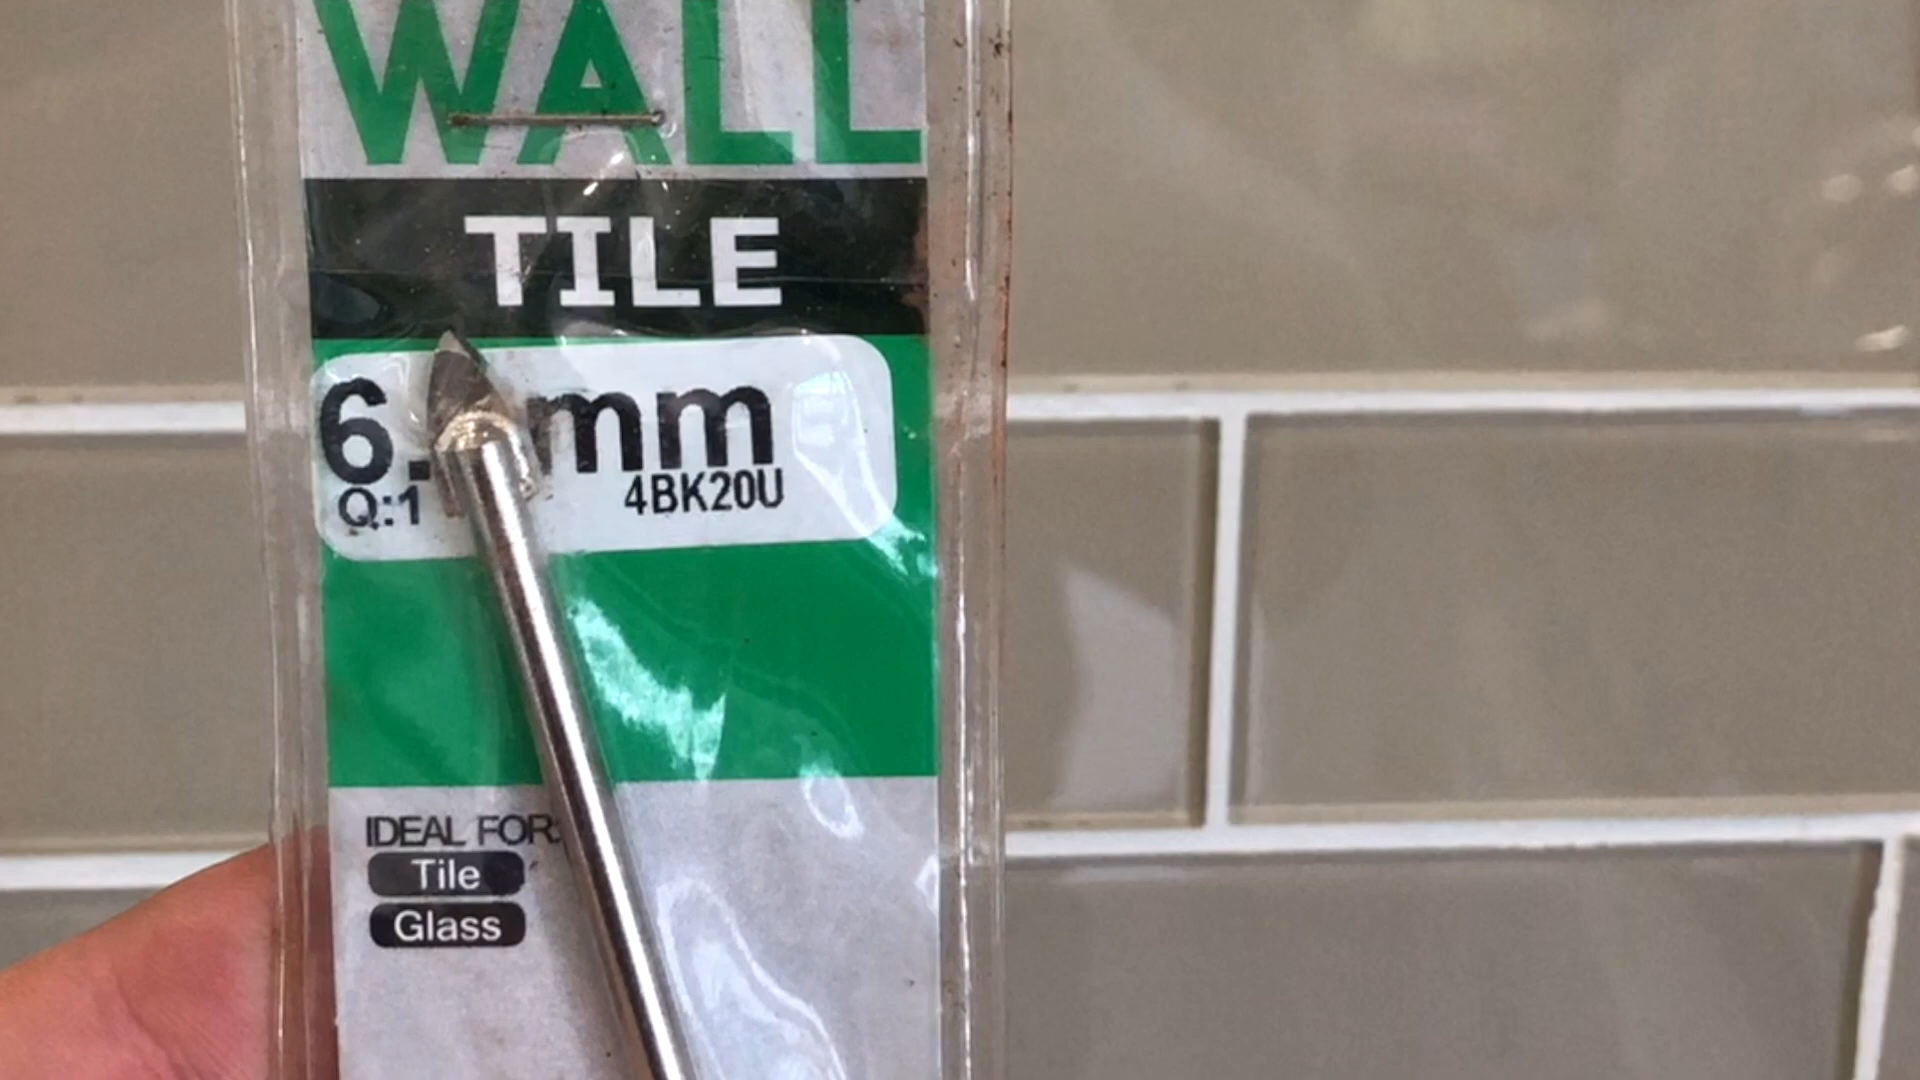 WALL
TILE
6. mm
Q:1 4BK20U
IDEAL FOR:
Tile
Glass